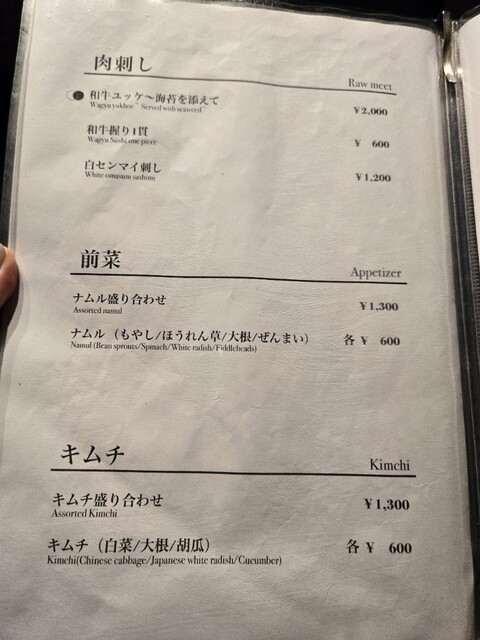 肉刺し
Raw meet
和牛ユッケ～海苔を添えて
Wagyu yukhoe~ Served with seaweed~
¥2,000
和牛握り1貫
Wagyu Sushi one piece
¥ 600
白センマイ刺し
White omasum sashimi
¥1,200
前菜
Appetizer
ナムル盛り合わせ
Assorted namul
¥1,300
ナムル（もやし/ほうれん草/大根/ぜんまい）
Namul (Bean sprouts/Spinach/White radish/Fiddleheads)
各 ¥ 600
キムチ
Kimchi
キムチ盛り合わせ
Assorted Kimchi
¥1,300
キムチ（白菜/大根/胡瓜）
Kimchi(Chinese cabbage/Japanese white radish/Cucumber)
各 ¥ 600